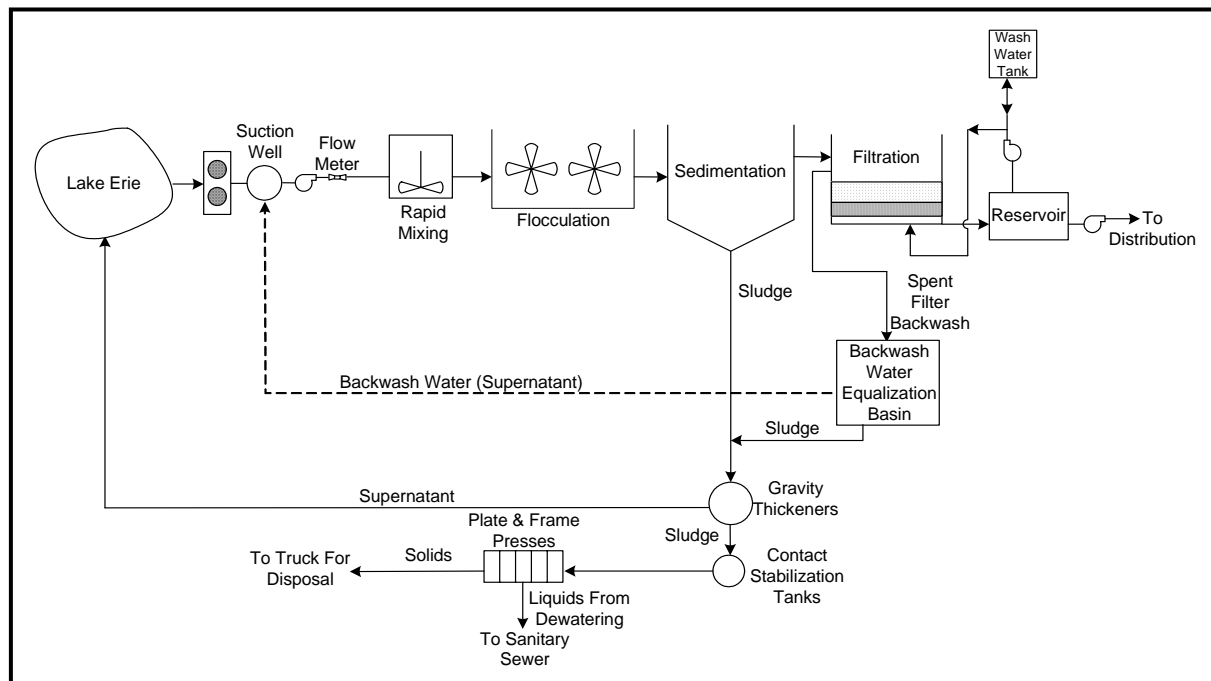 Wash
Water
Tank
Suction
Well
Flow
Meter
Lake Erie
Rapid
Mixing
Flocculation
Sedimentation
Filtration
Reservoir
To
Distribution
Sludge
Spent
Filter
Backwash
Backwash
Water
Equalization
Basin
Backwash Water (Supernatant)
Sludge
Supernatant
Gravity
Thickeners
Sludge
Plate & Frame
Presses
Contact
Stabilization
Tanks
Solids
To Truck For
Disposal
Liquids From
Dewatering
To Sanitary
Sewer